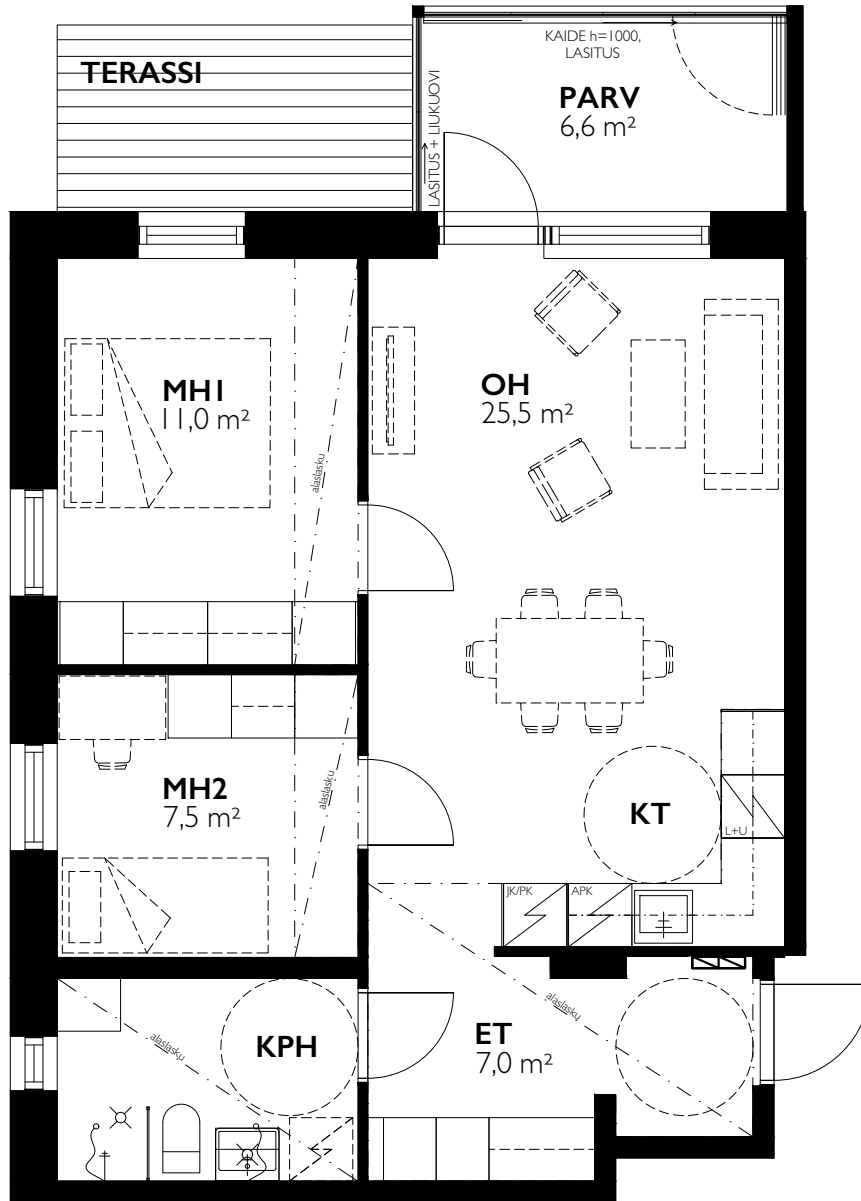 TERASSI
KAIDE h=1000,
LASITUS
PARV
6,6 m²
LASITUS + LIUKUOVI
MH1
11,0 m²
OH
25,5 m²
alaslasku
MH2
7,5 m²
alaslasku
KT
L+U
JK/PK
APK
alaslasku
KPH
ET
7,0 m²
alaslasku